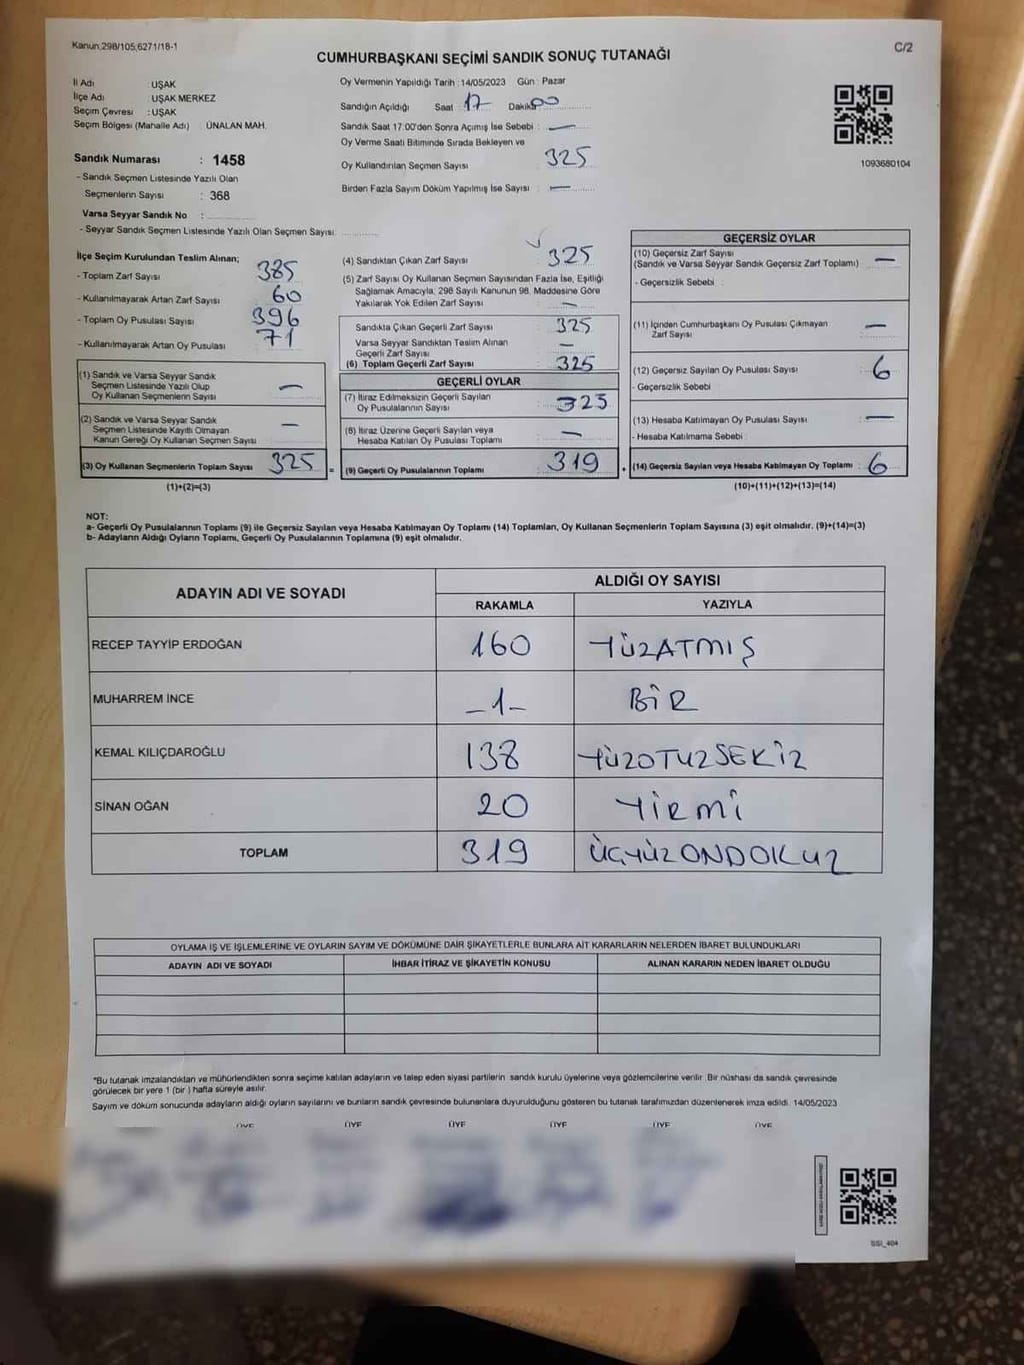 Kanun;298/105;6271/18-1
C/2
CUMHURBAŞKANI SEÇİMİ SANDIK SONUÇ TUTANAĞI
İl Adı : UŞAK
İlçe Adı : UŞAK MERKEZ
Seçim Çevresi : UŞAK
Seçim Bölgesi (Mahalle Adı) : ÜNALAN MAH.
Oy Vermenin Yapıldığı Tarih : 14/05/2023 Gün : Pazar
Sandığın Açıldığı Saat 17 Dakika 00
Sandık Saat 17:00'den Sonra Açımış İse Sebebi : —
Oy Verme Saati Bitiminde Sırada Bekleyen ve
Oy Kullandırılan Seçmen Sayısı 325
Birden Fazla Sayım Döküm Yapılmış İse Sayısı : —
1093680104
Sandık Numarası : 1458
- Sandık Seçmen Listesinde Yazılı Olan
Seçmenlerin Sayısı : 368
Varsa Seyyar Sandık No :
- Seyyar Sandık Seçmen Listesinde Yazılı Olan Seçmen Sayısı:
İlçe Seçim Kurulundan Teslim Alınan;
- Toplam Zarf Sayısı 385
- Kullanılmayarak Artan Zarf Sayısı 60
- Toplam Oy Pusulası Sayısı 396
- Kullanılmayarak Artan Oy Pusulası 71
(1) Sandık ve Varsa Seyyar Sandık
Seçmen Listesinde Yazılı Olup
Oy Kullanan Seçmenlerin Sayısı —
(2) Sandık ve Varsa Seyyar Sandık
Seçmen Listesinde Kayıtlı Olmayan
Kanun Gereği Oy Kullanan Seçmen Sayısı —
(3) Oy Kullanan Seçmenlerin Toplam Sayısı 325 =
(1)+(2)=(3)
(4) Sandıktan Çıkan Zarf Sayısı 325
(5) Zarf Sayısı Oy Kullanan Seçmen Sayısından Fazla İse, Eşitliği
Sağlamak Amacıyla; 298 Sayılı Kanunun 98. Maddesine Göre
Yakılarak Yok Edilen Zarf Sayısı : —
Sandıkta Çıkan Geçerli Zarf Sayısı : 325
Varsa Seyyar Sandıktan Teslim Alınan
Geçerli Zarf Sayısı —
(6) Toplam Geçerli Zarf Sayısı : 325
GEÇERLİ OYLAR
(7) İtiraz Edilmeksizin Geçerli Sayılan
Oy Pusulalarının Sayısı : 325
(8) İtiraz Üzerine Geçerli Sayılan veya
Hesaba Katılan Oy Pusulası Toplamı : —
(9) Geçerli Oy Pusulalarının Toplamı : 319 +
GEÇERSİZ OYLAR
(10) Geçersiz Zarf Sayısı : —
(Sandık ve Varsa Seyyar Sandık Geçersiz Zarf Toplamı)
- Geçersizlik Sebebi :
(11) İçinden Cumhurbaşkanı Oy Pusulası Çıkmayan : —
Zarf Sayısı
(12) Geçersiz Sayılan Oy Pusulası Sayısı : 6
- Geçersizlik Sebebi :
(13) Hesaba Katılmayan Oy Pusulası Sayısı : —
- Hesaba Katılmama Sebebi :
(14) Geçersiz Sayılan veya Hesaba Katılmayan Oy Toplamı : 6
(10)+(11)+(12)+(13)=(14)
NOT:
a- Geçerli Oy Pusulalarının Toplamı (9) ile Geçersiz Sayılan veya Hesaba Katılmayan Oy Toplamı (14) Toplamları, Oy Kullanan Seçmenlerin Toplam Sayısına (3) eşit olmalıdır. (9)+(14)=(3)
b- Adayların Aldığı Oyların Toplamı, Geçerli Oy Pusulalarının Toplamına (9) eşit olmalıdır.
ADAYIN ADI VE SOYADI
ALDIĞI OY SAYISI
RAKAMLA YAZIYLA
RECEP TAYYİP ERDOĞAN 160 YÜZATMIŞ
MUHARREM İNCE -1- BİR
KEMAL KILIÇDAROĞLU 138 YÜZOTUZSEKİZ
SİNAN OĞAN 20 YİRMİ
TOPLAM 319 ÜÇYÜZONDOKUZ
OYLAMA İŞ VE İŞLEMLERİNE VE OYLARIN SAYIM VE DÖKÜMÜNE DAİR ŞİKAYETLERLE BUNLARA AİT KARARLARIN NELERDEN İBARET BULUNDUKLARI
ADAYIN ADI VE SOYADI İHBAR İTİRAZ VE ŞİKAYETİN KONUSU ALINAN KARARIN NEDEN İBARET OLDUĞU
*Bu tutanak imzalandıktan ve mühürlendikten sonra seçime katılan adayların ve talep eden siyasi partilerin sandık kurulu üyelerine veya gözlemcilerine verilir. Bir nüshası da sandık çevresinde
görülecek bir yere 1 (bir ) hafta süreyle asılır.
Sayım ve döküm sonucunda adayların aldığı oyların sayılarını ve bunların sandık çevresinde bulunanlara duyurulduğunu gösteren bu tutanak tarafımızdan düzenlenerek imza edildi. 14/05/2023
ÜYE ÜYE ÜYE ÜYE ÜYE ÜYE
SSI_404